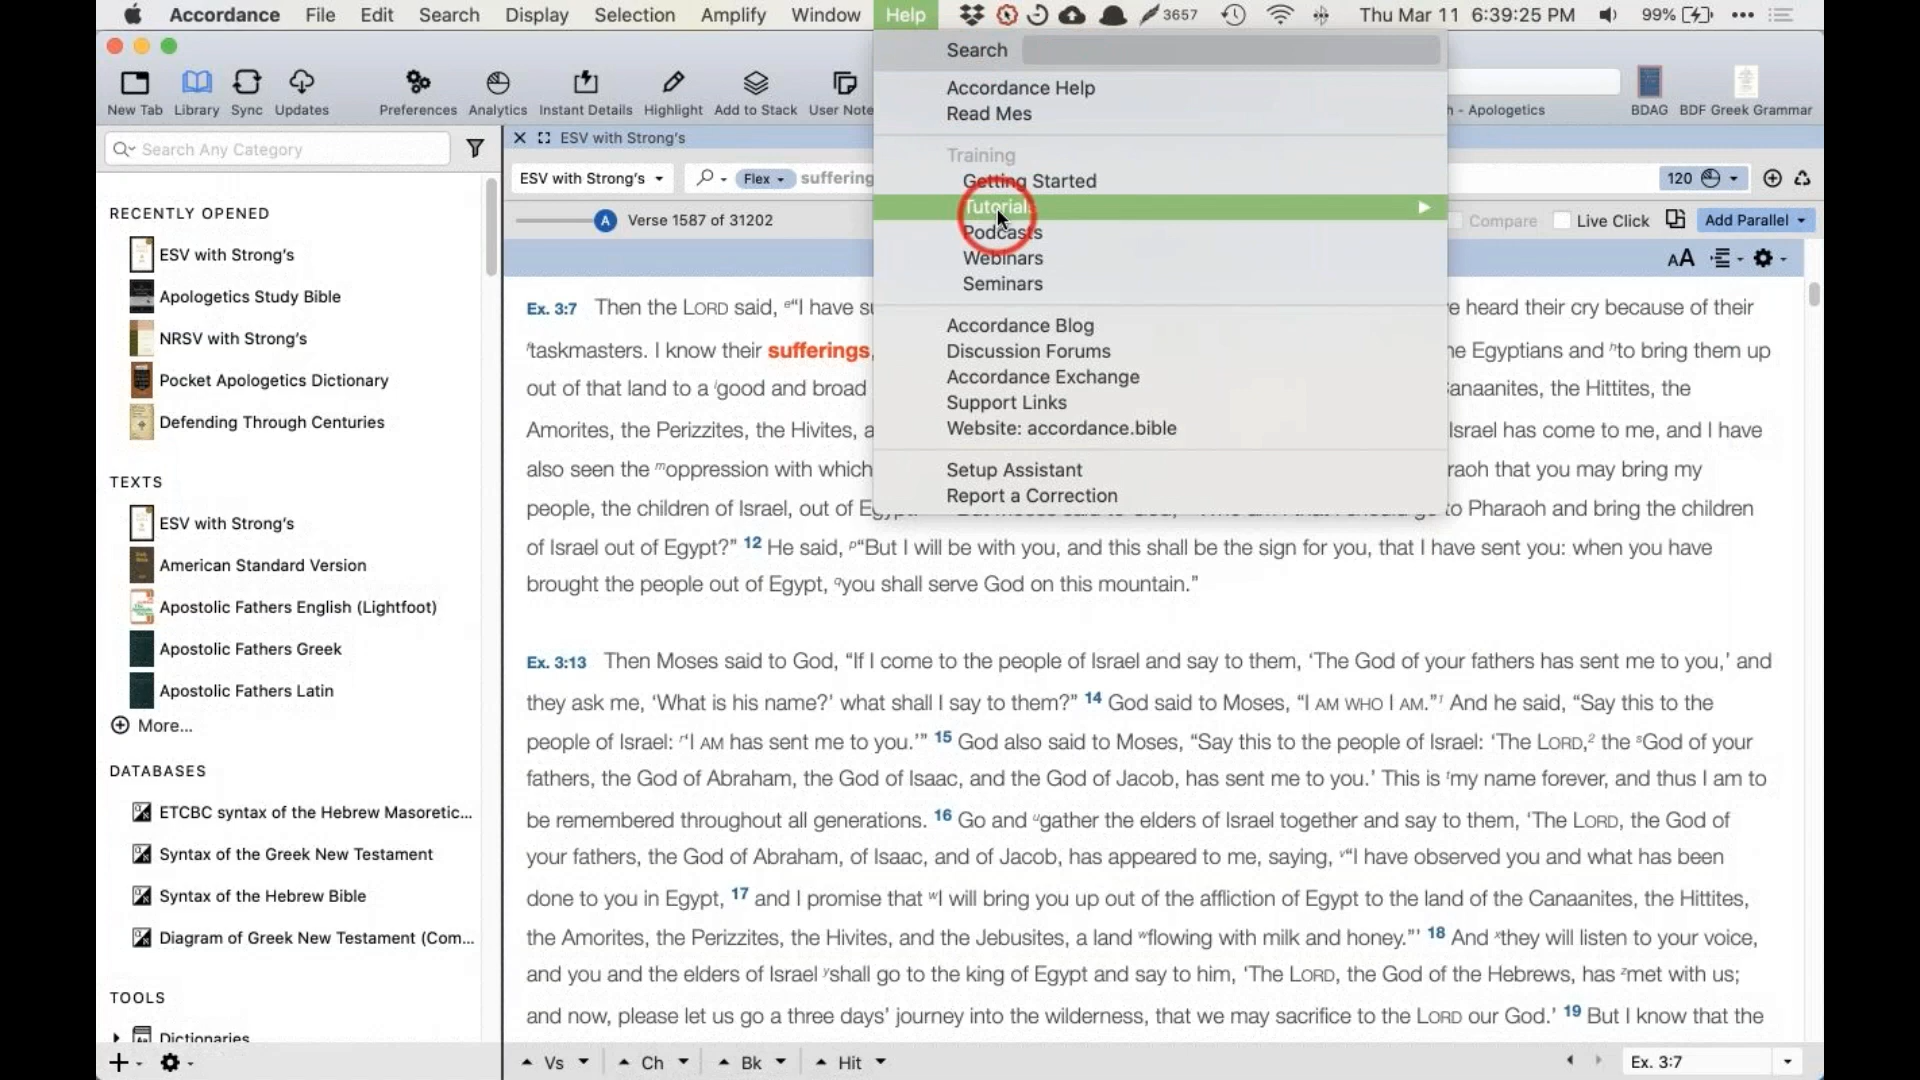 Accordance File Edit Search Display Selection Amplify Window Help 3657 Thu Mar 11 6:39:25 PM 99%
New Tab Library Sync Updates Preferences Analytics Instant Details Highlight Add to Stack User Note - Apologetics BDAG BDF Greek Grammar
Search
Accordance Help
Read Mes
Training
Getting Started
Tutorials
Podcasts
Webinars
Seminars
Accordance Blog
Discussion Forums
Accordance Exchange
Support Links
Website: accordance.bible
Setup Assistant
Report a Correction
Search Any Category
RECENTLY OPENED
ESV with Strong's
Apologetics Study Bible
NRSV with Strong's
Pocket Apologetics Dictionary
Defending Through Centuries
TEXTS
ESV with Strong's
American Standard Version
Apostolic Fathers English (Lightfoot)
Apostolic Fathers Greek
Apostolic Fathers Latin
More...
DATABASES
ETCBC syntax of the Hebrew Masoretic...
Syntax of the Greek New Testament
Syntax of the Hebrew Bible
Diagram of Greek New Testament (Com...
TOOLS
Dictionaries
ESV with Strong's
ESV with Strong's Flex suffering 120
A Verse 1587 of 31202 Compare Live Click Add Parallel
AA
Ex. 3:7 Then the LORD said, e“I have su e heard their cry because of their
ftaskmasters. I know their sufferings, e Egyptians and hto bring them up
out of that land to a igood and broad anaanites, the Hittites, the
Amorites, the Perizzites, the Hivites, a Israel has come to me, and I have
also seen the moppression with which raoh that you may bring my
people, the children of Israel, out of to Pharaoh and bring the children
of Israel out of Egypt?” 12 He said, p“But I will be with you, and this shall be the sign for you, that I have sent you: when you have
brought the people out of Egypt, qyou shall serve God on this mountain.”
Ex. 3:13 Then Moses said to God, “If I come to the people of Israel and say to them, ‘The God of your fathers has sent me to you,’ and
they ask me, ‘What is his name?’ what shall I say to them?” 14 God said to Moses, “I AM WHO I AM.”1 And he said, “Say this to the
people of Israel: r‘I AM has sent me to you.’” 15 God also said to Moses, “Say this to the people of Israel: ‘The LORD,2 the sGod of your
fathers, the God of Abraham, the God of Isaac, and the God of Jacob, has sent me to you.’ This is tmy name forever, and thus I am to
be remembered throughout all generations. 16 Go and ugather the elders of Israel together and say to them, ‘The LORD, the God of
your fathers, the God of Abraham, of Isaac, and of Jacob, has appeared to me, saying, v“I have observed you and what has been
done to you in Egypt, 17 and I promise that wI will bring you up out of the affliction of Egypt to the land of the Canaanites, the Hittites,
the Amorites, the Perizzites, the Hivites, and the Jebusites, a land wflowing with milk and honey.”’ 18 And xthey will listen to your voice,
and you and the elders of Israel yshall go to the king of Egypt and say to him, ‘The LORD, the God of the Hebrews, has zmet with us;
and now, please let us go a three days’ journey into the wilderness, that we may sacrifice to the LORD our God.’ 19 But I know that the
Vs Ch Bk Hit Ex. 3:7